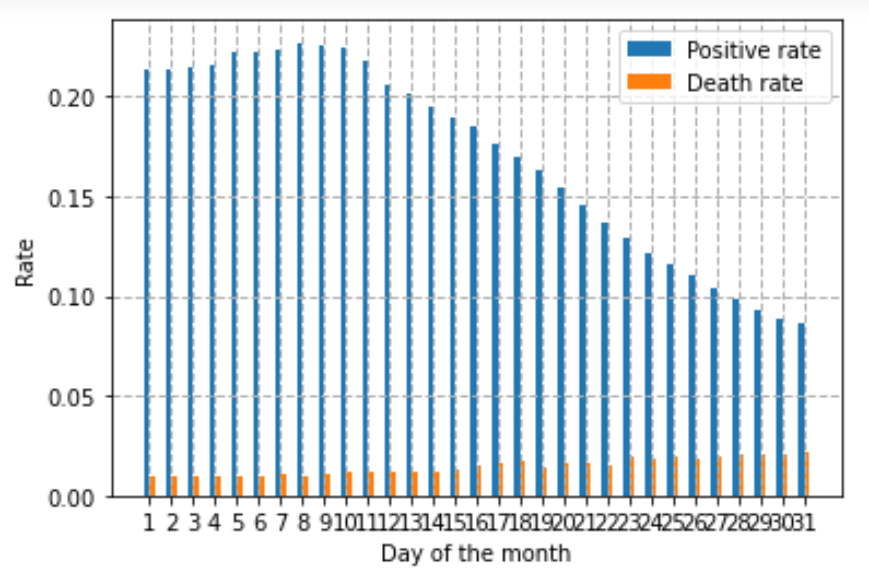 Positive rate
Death rate
0.20
0.15
0.10
0.05
0.00
Rate
1 2 3 4 5 6 7 8 9 10 11 12 13 14 15 16 17 18 19 20 21 22 23 24 25 26 27 28 29 30 31
Day of the month